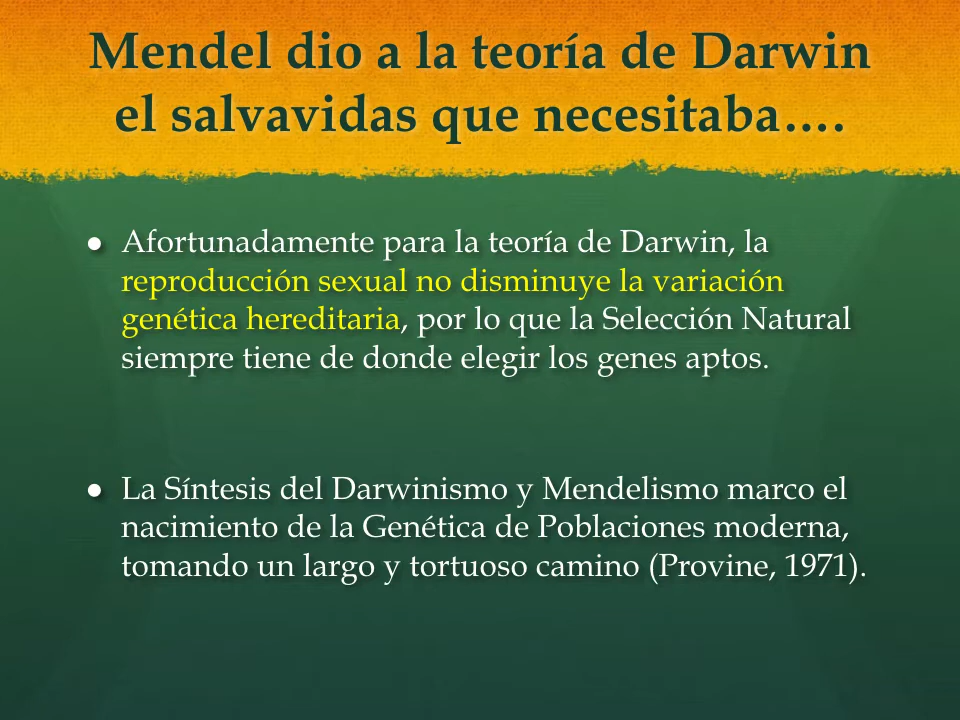 Mendel dio a la teoría de Darwin
el salvavidas que necesitaba….
● Afortunadamente para la teoría de Darwin, la
reproducción sexual no disminuye la variación
genética hereditaria, por lo que la Selección Natural
siempre tiene de donde elegir los genes aptos.
● La Síntesis del Darwinismo y Mendelismo marco el
nacimiento de la Genética de Poblaciones moderna,
tomando un largo y tortuoso camino (Provine, 1971).